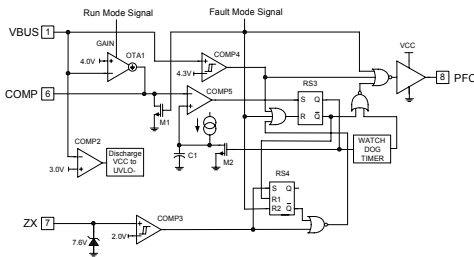 Run Mode Signal
Fault Mode Signal
VBUS 1
GAIN
OTA1
4.0V
COMP4
4.3V
VCC
8 PFC
COMP 6
COMP5
RS3
S Q
R Q
M1
C1
M2
WATCH
DOG
TIMER
COMP2
3.0V
Discharge
VCC to
UVLO-
RS4
S Q
R1
R2 Q
ZX 7
COMP3
7.6V
2.0V